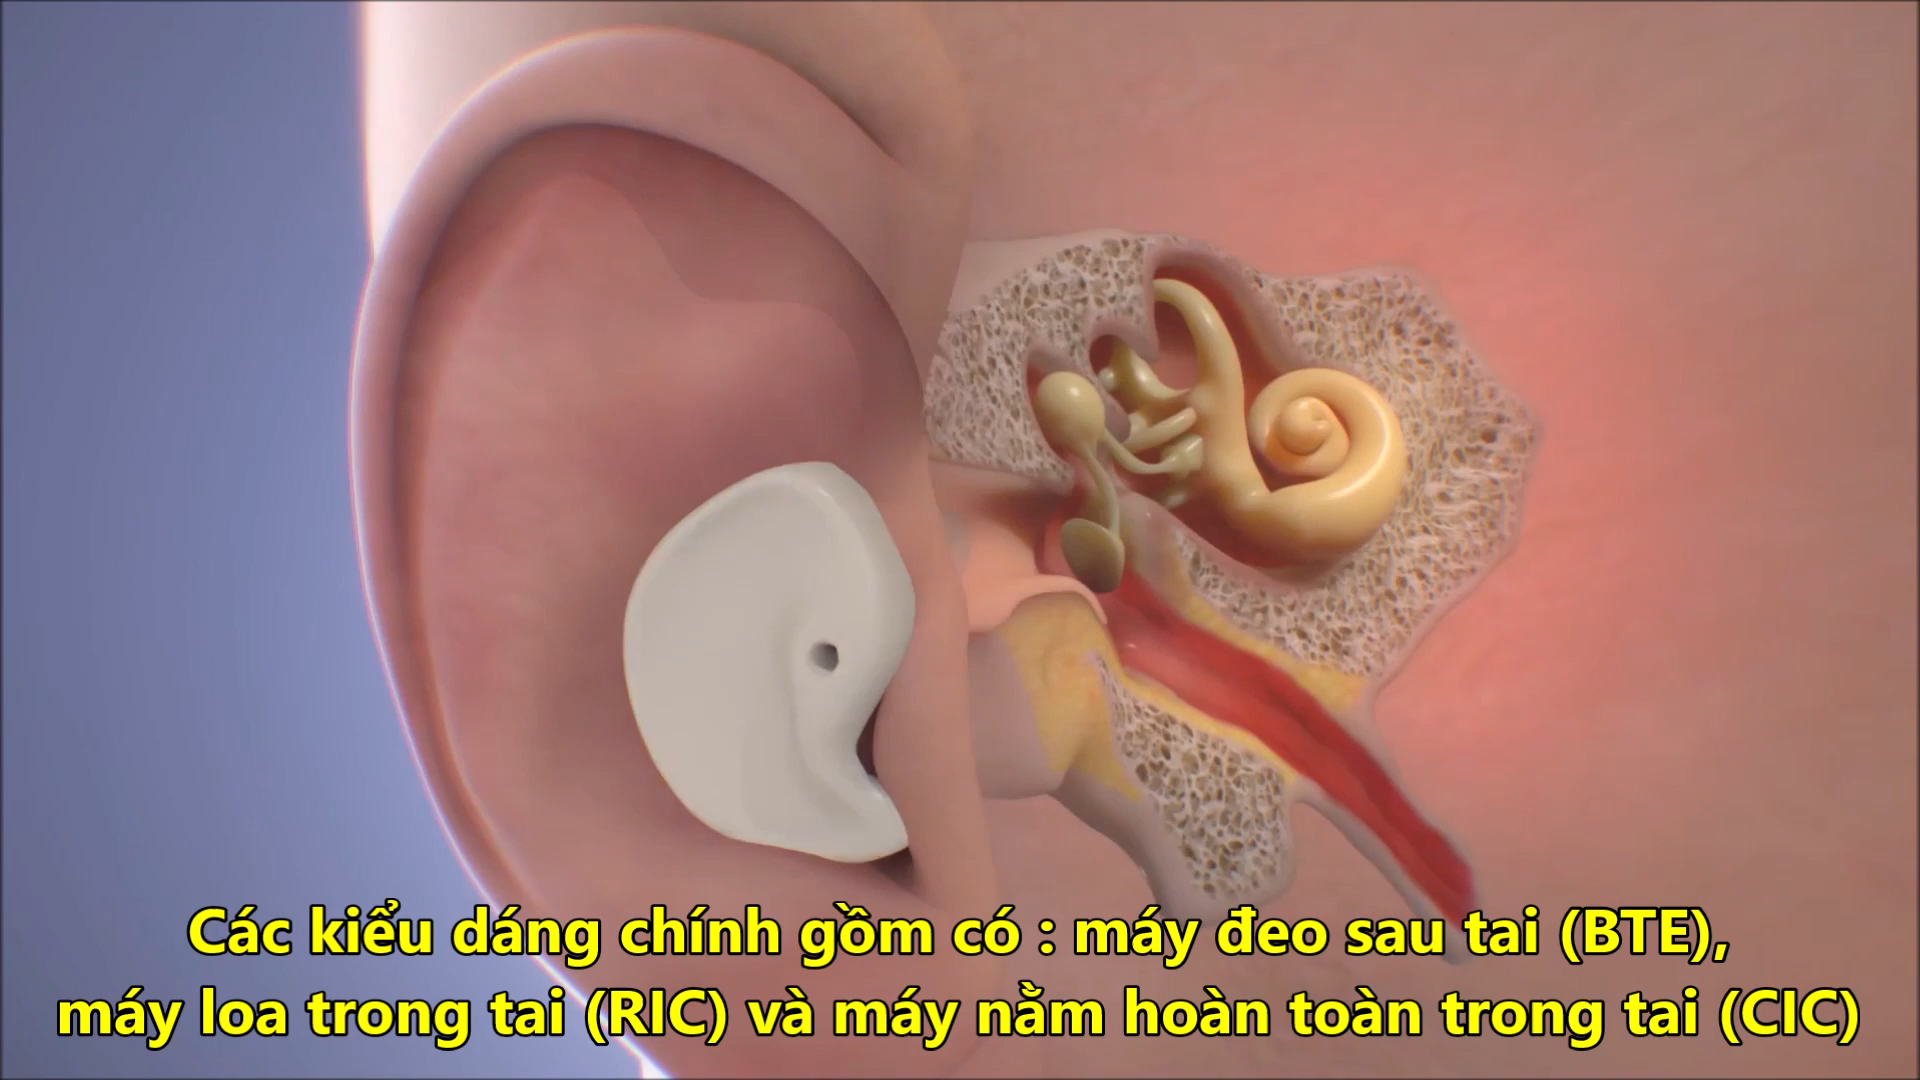 Các kiểu dáng chính gồm có : máy đeo sau tai (BTE),
máy loa trong tai (RIC) và máy nằm hoàn toàn trong tai (CIC)